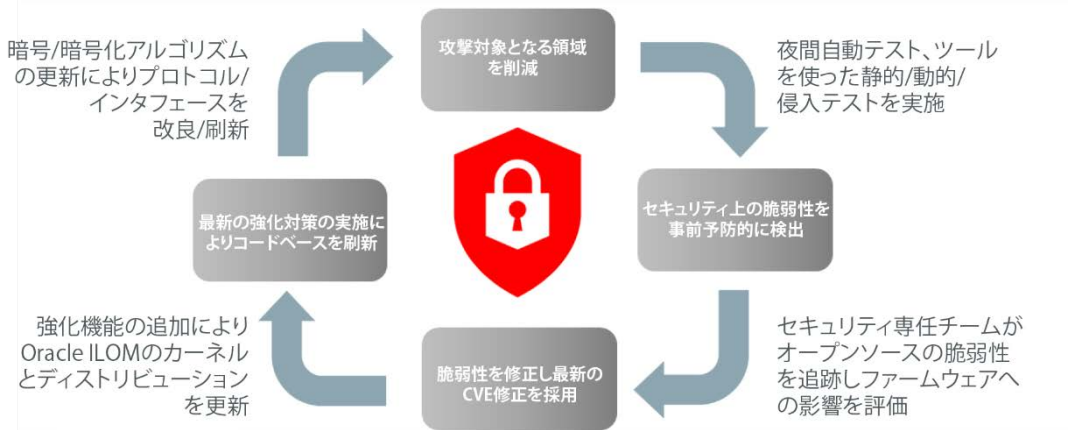 攻撃対象となる領域
を削減
夜間自動テスト、ツール
を使った静的/動的/
侵入テストを実施
セキュリティ上の脆弱性を
事前予防的に検出
セキュリティ専任チームが
オープンソースの脆弱性
を追跡しファームウェアへ
の影響を評価
脆弱性を修正し最新の
CVE修正を採用
強化機能の追加により
Oracle ILOMのカーネル
とディストリビューション
を更新
最新の強化対策の実施に
よりコードベースを刷新
暗号/暗号化アルゴリズム
の更新によりプロトコル/
インタフェースを
改良/刷新